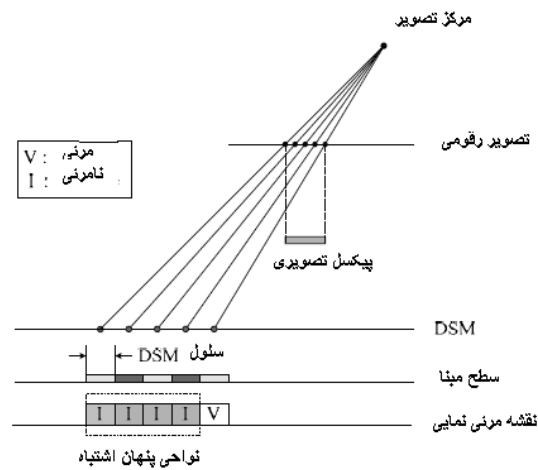 مرکز تصویر
تصویر رقومی
V : مرئی
I : نامرئی
پیکسل تصویری
DSM
سلول DSM
سطح مبنا
I I I I V
نقشه مرئی نمایی
نواحی پنهان اشتباه